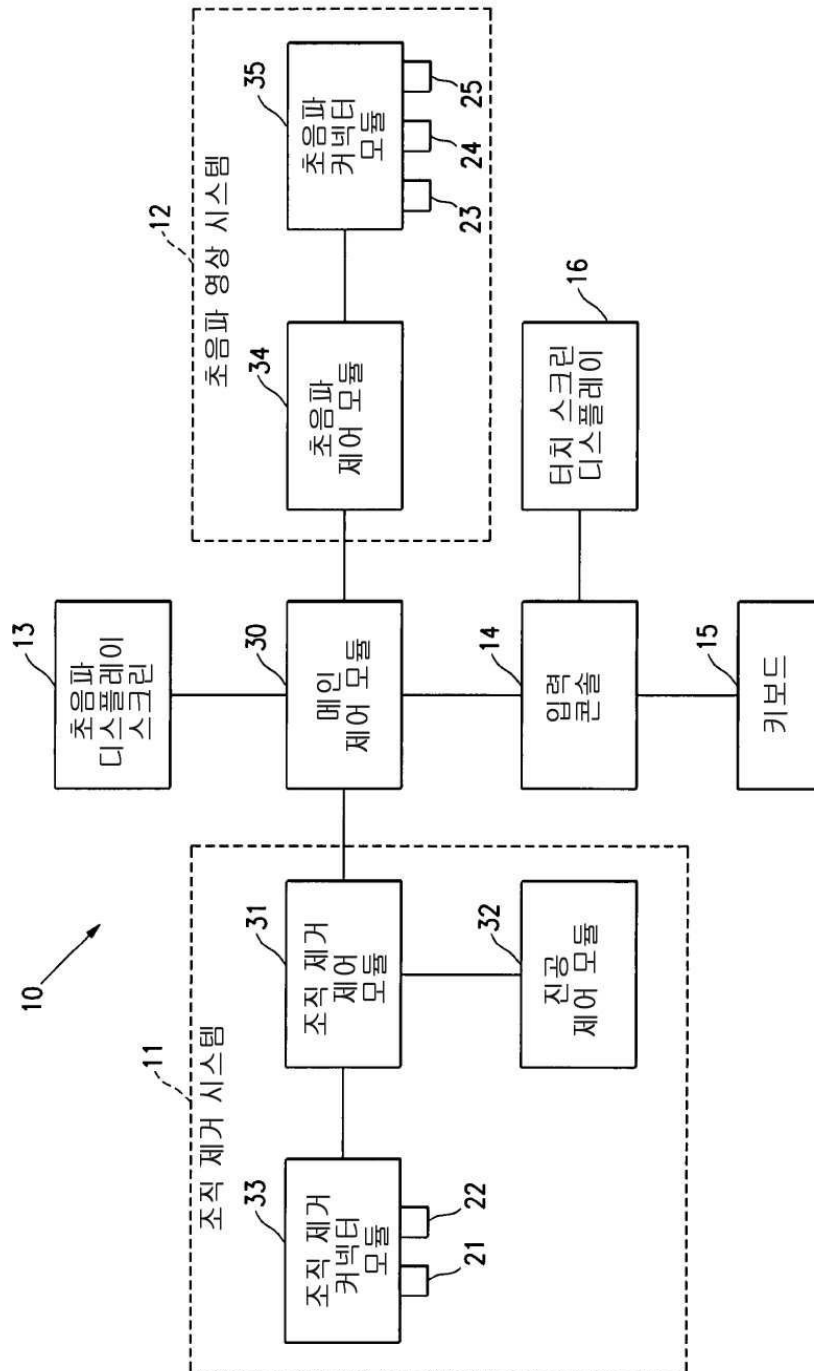 10
13
초음파
디스플레이
스크린
11
조직 제거 시스템
12
초음파 영상 시스템
33
조직 제거
커넥터
모듈
21
22
31
조직 제거
제어
모듈
30
메인
제어 모듈
34
초음파
제어 모듈
35
초음파
커넥터
모듈
23
24
25
32
진공
제어 모듈
14
입력
콘솔
16
터치 스크린
디스플레이
15
키보드